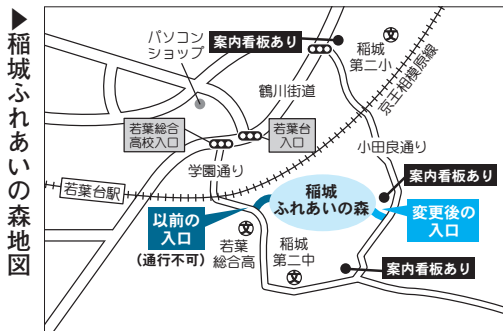 ▶稲城ふれあいの森地図
パソコン
ショップ
案内看板あり
文
稲城
第二小
京王相模原線
鶴川街道
若葉総合
高校入口
若葉台
入口
小田良通り
学園通り
若葉台駅
稲城
ふれあいの森
案内看板あり
以前の
入口
(通行不可)
変更後の
入口
文
若葉
総合高
稲城
第二中
文
案内看板あり